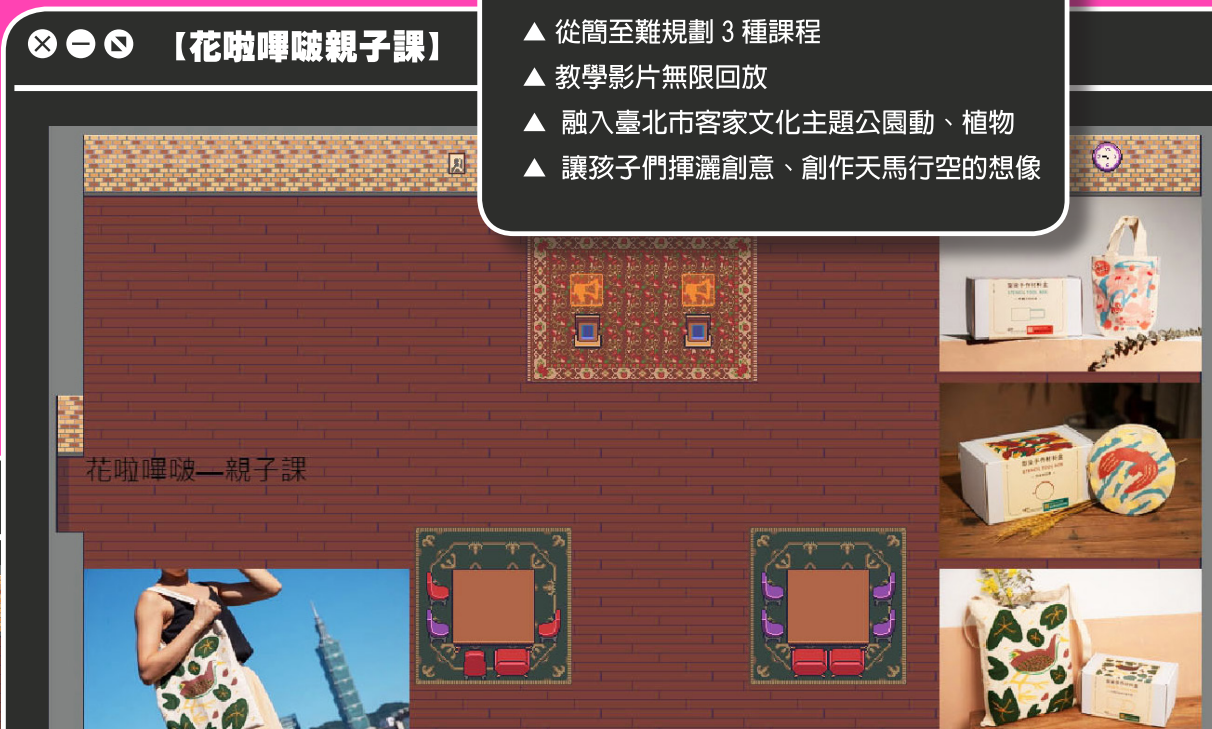 【花啦嗶啵親子課】
▲ 從簡至難規劃 3 種課程
▲ 教學影片無限回放
▲ 融入臺北市客家文化主題公園動、植物
▲ 讓孩子們揮灑創意、創作天馬行空的想像
花啦嗶啵—親子課